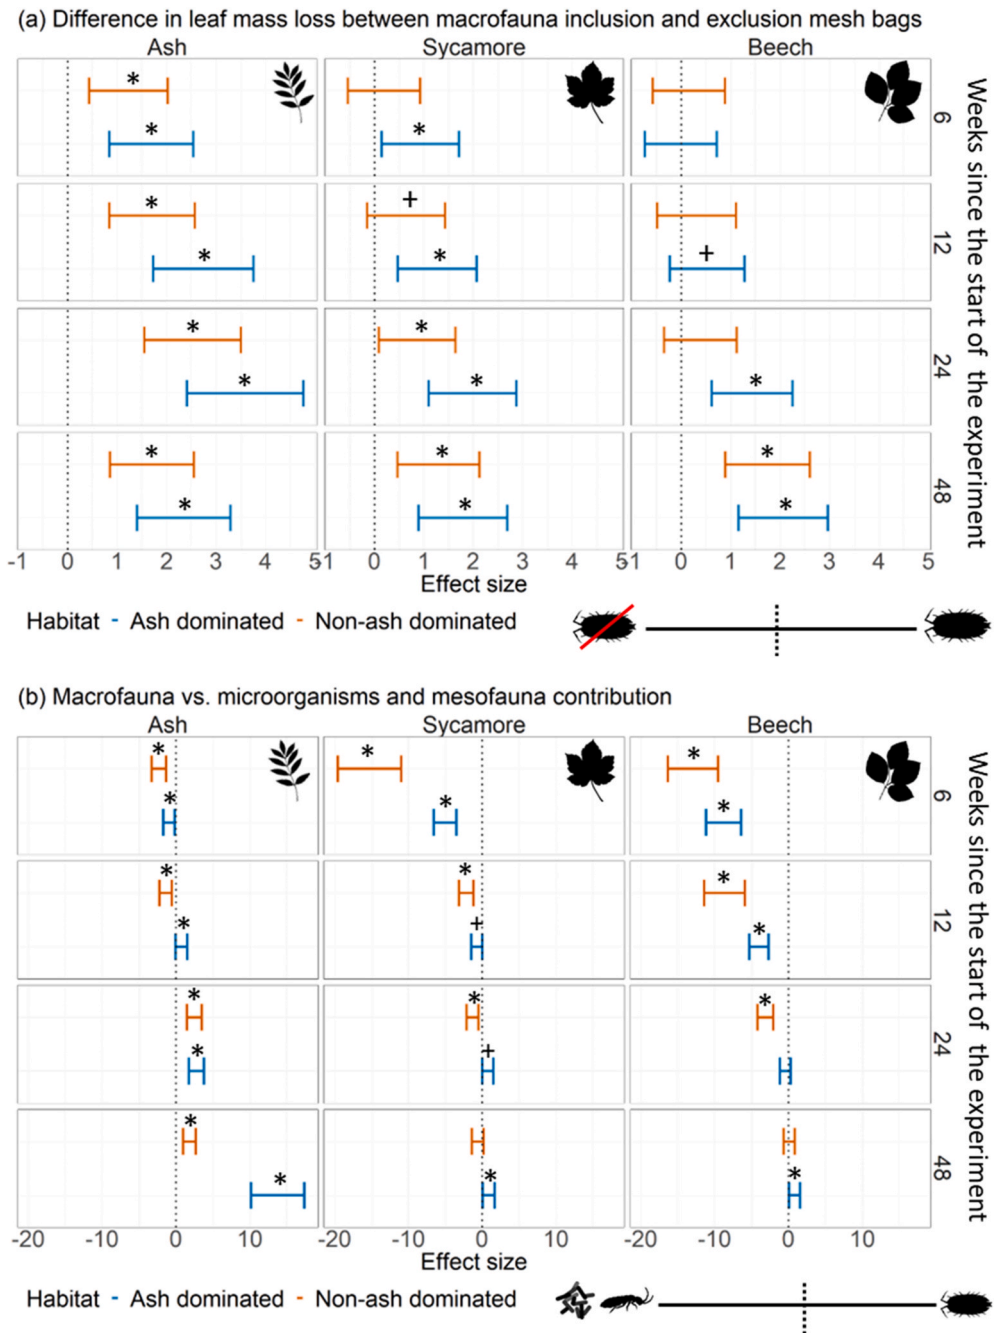 (a) Difference in leaf mass loss between macrofauna inclusion and exclusion mesh bags
Ash Sycamore Beech
* 6
* *
* + 12
* * +
* * 24
* * *
* * * 48
* * *
-1 0 1 2 3 4 5 -1 0 1 2 3 4 5 -1 0 1 2 3 4 5
Effect size
Weeks since the start of the experiment
Habitat - Ash dominated - Non-ash dominated
(b) Macrofauna vs. microorganisms and mesofauna contribution
Ash Sycamore Beech
* * * 6
* * *
* * * 12
* + *
* * * 24
* +
* 48
* * *
-20 -10 0 10 -20 -10 0 10 -20 -10 0 10
Effect size
Weeks since the start of the experiment
Habitat - Ash dominated - Non-ash dominated